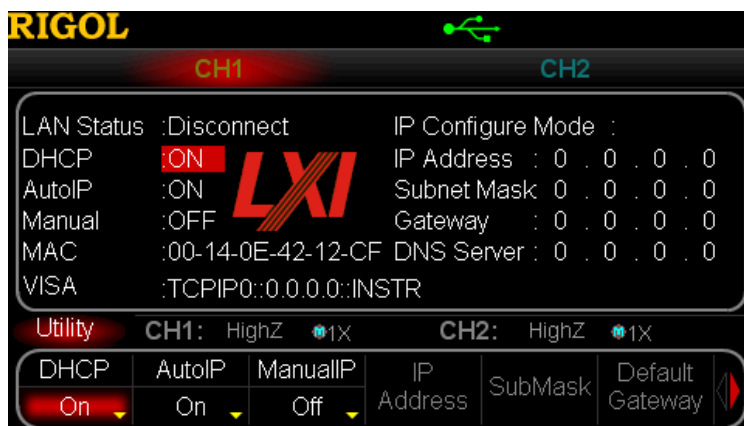 RIGOL
CH1 CH2
LAN Status :Disconnect IP Configure Mode :
DHCP :ON IP Address : 0 . 0 . 0 . 0
AutoIP :ON Subnet Mask 0 . 0 . 0 . 0
Manual :OFF Gateway : 0 . 0 . 0 . 0
MAC :00-14-0E-42-12-CF DNS Server : 0 . 0 . 0 . 0
VISA :TCPIP0::0.0.0.0::INSTR
LXI
Utility CH1: HighZ M1X CH2: HighZ M1X
DHCP AutoIP ManualIP IP Address SubMask Default Gateway
On On Off